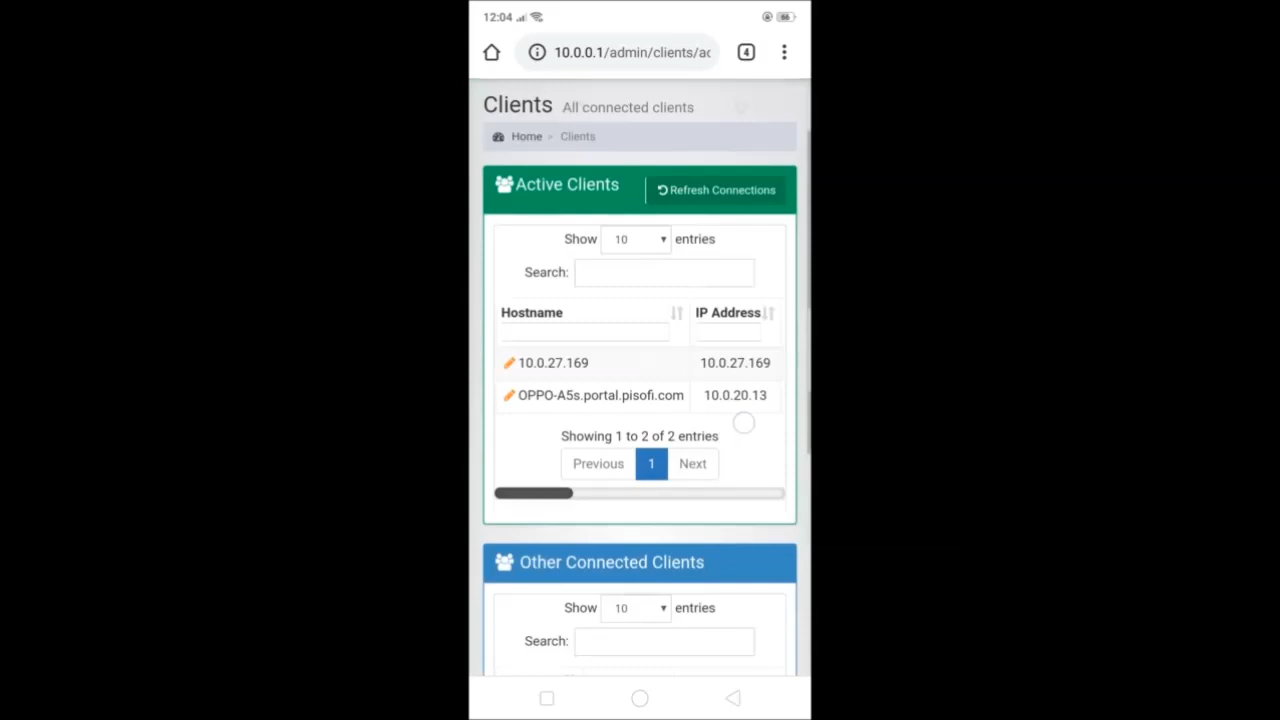 12:04
66
10.0.0.1/admin/clients/ac
4
Clients All connected clients
Home > Clients
Active Clients
Refresh Connections
Show 10 entries
Search:
Hostname IP Address
10.0.27.169 10.0.27.169
OPPO-A5s.portal.pisofi.com 10.0.20.13
Showing 1 to 2 of 2 entries
Previous 1 Next
Other Connected Clients
Show 10 entries
Search: